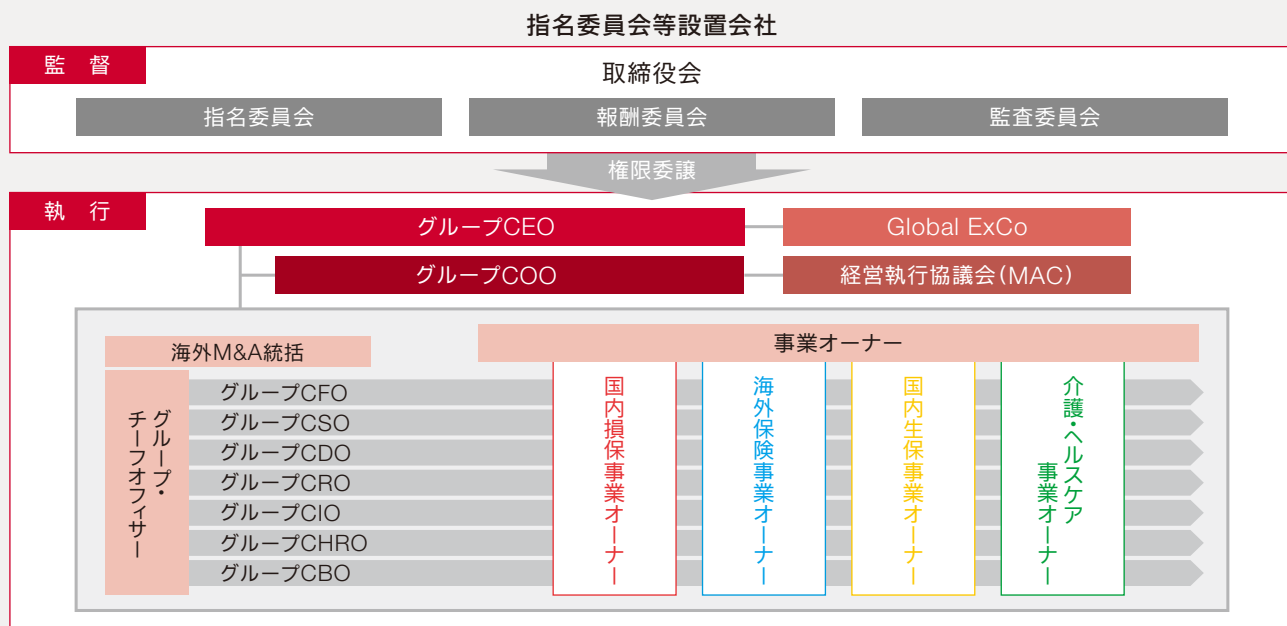 指名委員会等設置会社
監 督
取締役会
指名委員会
報酬委員会
監査委員会
権限委譲
執 行
グループCEO
Global ExCo
グループCOO
経営執行協議会(MAC)
海外M&A統括
事業オーナー
グループ・
チーフオフィサー
グループCFO
グループCSO
グループCDO
グループCRO
グループCIO
グループCHRO
グループCBO
国内損保事業オーナー
海外保険事業オーナー
国内生保事業オーナー
介護・ヘルスケア
事業オーナー